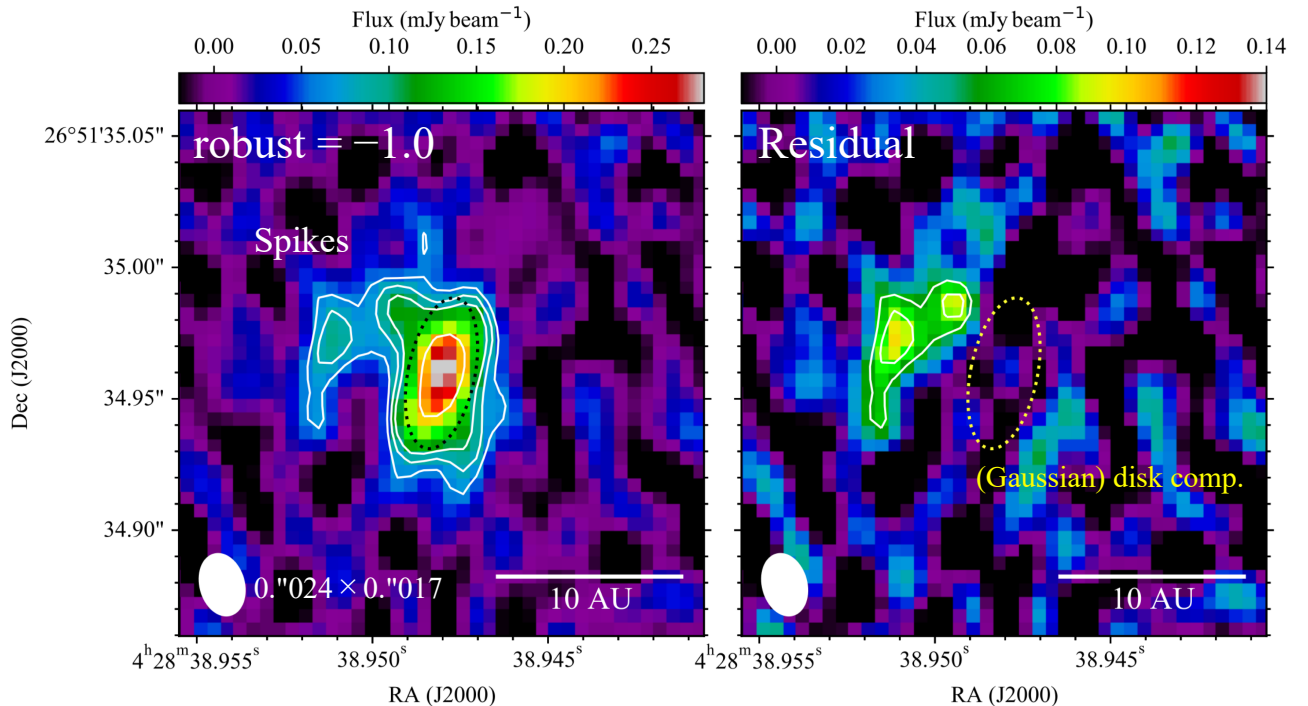 Flux (mJy beam⁻¹)
0.00 0.05 0.10 0.15 0.20 0.25
robust = −1.0
Spikes
0."024 × 0."017
10 AU
26°51'35.05"
35.00"
34.95"
34.90"
Dec (J2000)
4ʰ28ᵐ38.955ˢ 38.950ˢ 38.945ˢ
RA (J2000)
Flux (mJy beam⁻¹)
0.00 0.02 0.04 0.06 0.08 0.10 0.12 0.14
Residual
(Gaussian) disk comp.
10 AU
4ʰ28ᵐ38.955ˢ 38.950ˢ 38.945ˢ
RA (J2000)